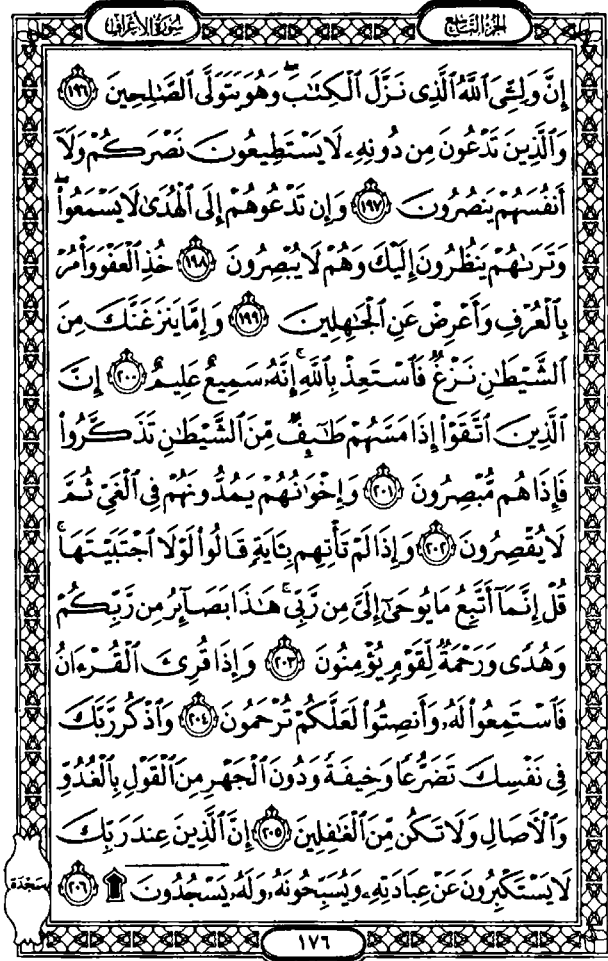 الجزء التاسع
سورة الأعراف
إِنَّ وَلِـِّۧيَ ٱللَّهُ ٱلَّذِي نَزَّلَ ٱلْكِتَٰبَۖ وَهُوَ يَتَوَلَّى ٱلصَّٰلِحِينَ ١٩٦
وَٱلَّذِينَ تَدْعُونَ مِن دُونِهِۦ لَا يَسْتَطِيعُونَ نَصْرَكُمْ وَلَآ
أَنفُسَهُمْ يَنصُرُونَ ١٩٧ وَإِن تَدْعُوهُمْ إِلَى ٱلْهُدَىٰ لَا يَسْمَعُوا۟ۖ
وَتَرَىٰهُمْ يَنظُرُونَ إِلَيْكَ وَهُمْ لَا يُبْصِرُونَ ١٩٨ خُذِ ٱلْعَفْوَ وَأْمُرْ
بِٱلْعُرْفِ وَأَعْرِضْ عَنِ ٱلْجَٰهِلِينَ ١٩٩ وَإِمَّا يَنزَغَنَّكَ مِنَ
ٱلشَّيْطَٰنِ نَزْغٌ فَٱسْتَعِذْ بِٱللَّهِۚ إِنَّهُۥ سَمِيعٌ عَلِيمٌ ٢٠٠ إِنَّ
ٱلَّذِينَ ٱتَّقَوْا۟ إِذَا مَسَّهُمْ طَٰٓئِفٌ مِّنَ ٱلشَّيْطَٰنِ تَذَكَّرُوا۟
فَإِذَا هُم مُّبْصِرُونَ ٢٠١ وَإِخْوَٰنُهُمْ يَمُدُّونَهُمْ فِي ٱلْغَيِّ ثُمَّ
لَا يُقْصِرُونَ ٢٠٢ وَإِذَا لَمْ تَأْتِهِم بِـَٔايَةٍ قَالُوا۟ لَوْلَا ٱجْتَبَيْتَهَاۚ
قُلْ إِنَّمَآ أَتَّبِعُ مَا يُوحَىٰٓ إِلَيَّ مِن رَّبِّيۚ هَٰذَا بَصَآئِرُ مِن رَّبِّكُمْ
وَهُدًى وَرَحْمَةٌ لِّقَوْمٍ يُؤْمِنُونَ ٢٠٣ وَإِذَا قُرِئَ ٱلْقُرْءَانُ
فَٱسْتَمِعُوا۟ لَهُۥ وَأَنصِتُوا۟ لَعَلَّكُمْ تُرْحَمُونَ ٢٠٤ وَٱذْكُر رَّبَّكَ
فِي نَفْسِكَ تَضَرُّعًا وَخِيفَةً وَدُونَ ٱلْجَهْرِ مِنَ ٱلْقَوْلِ بِٱلْغُدُوِّ
وَٱلْءَاصَالِ وَلَا تَكُن مِّنَ ٱلْغَٰفِلِينَ ٢٠٥ إِنَّ ٱلَّذِينَ عِندَ رَبِّكَ
لَا يَسْتَكْبِرُونَ عَنْ عِبَادَتِهِۦ وَيُسَبِّحُونَهُۥ وَلَهُۥ يَسْجُدُونَ ۩ ٢٠٦
سجدة
١٧٦